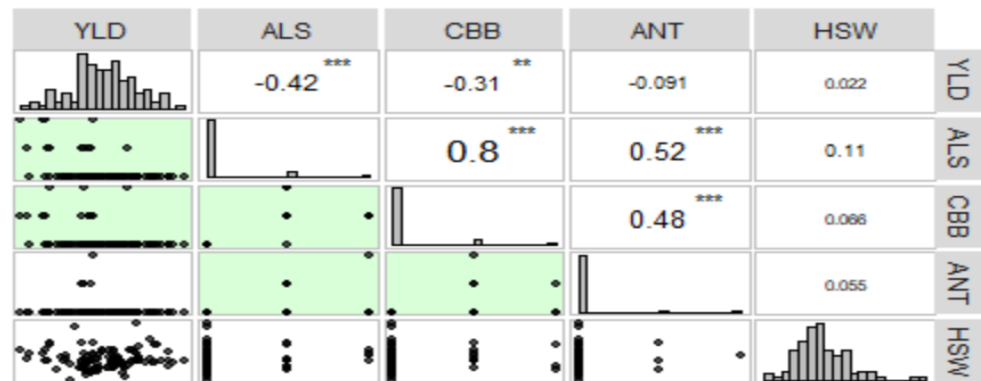 YLD ALS CBB ANT HSW
-0.42 *** -0.31 ** -0.091 0.022 YLD
0.8 *** 0.52 *** 0.11 ALS
0.48 *** 0.066 CBB
0.055 ANT
HSW